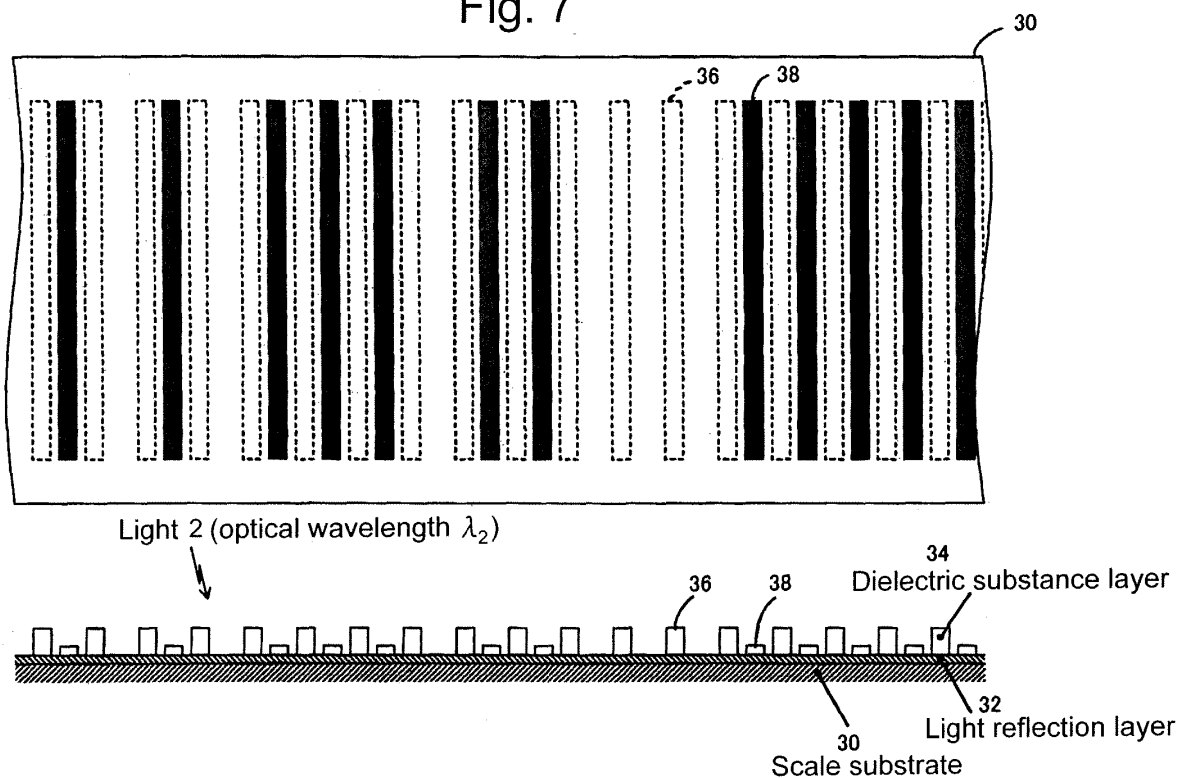 Fig. 7
30
36
38
Light 2 (optical wavelength λ₂)
34
Dielectric substance layer
36
38
32
Light reflection layer
30
Scale substrate